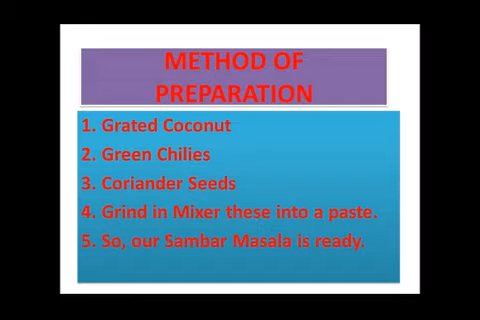 METHOD OF
PREPARATION
1. Grated Coconut
2. Green Chilies
3. Coriander Seeds
4. Grind in Mixer these into a paste.
5. So, our Sambar Masala is ready.